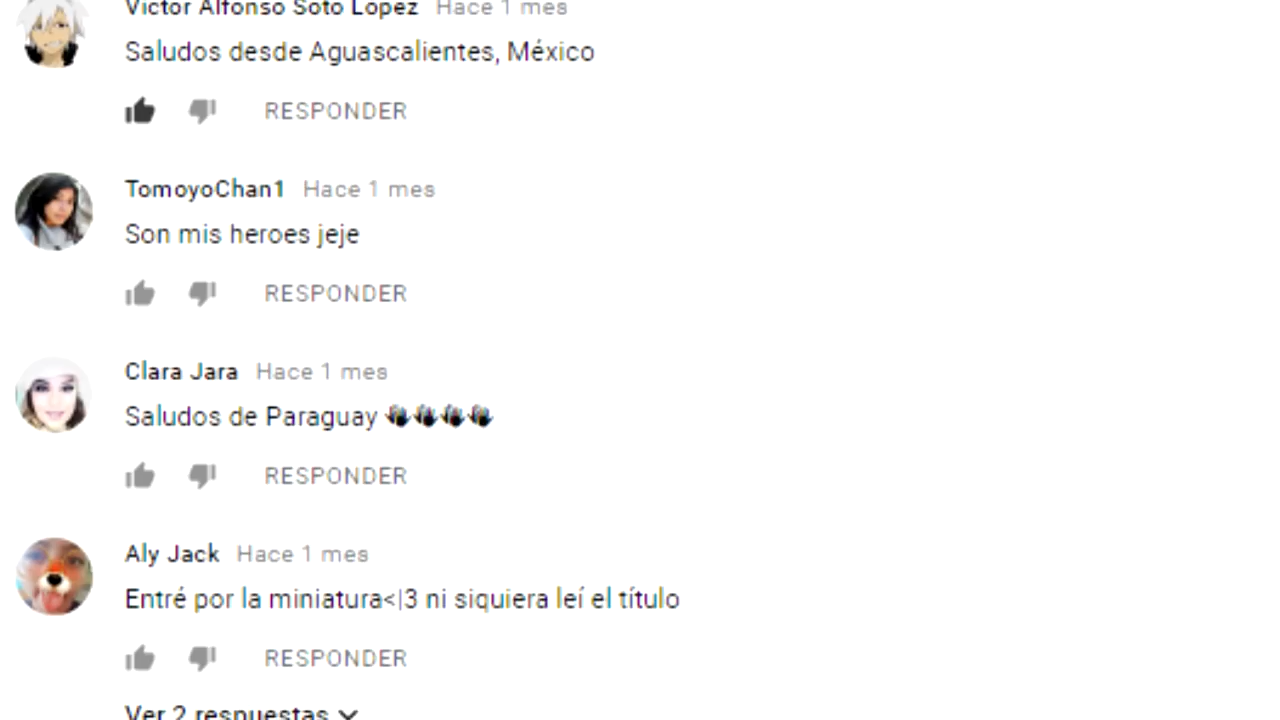 Victor Alfonso Soto Lopez Hace 1 mes
Saludos desde Aguascalientes, México
RESPONDER
TomoyoChan1 Hace 1 mes
Son mis heroes jeje
RESPONDER
Clara Jara Hace 1 mes
Saludos de Paraguay
RESPONDER
Aly Jack Hace 1 mes
Entré por la miniatura<|3 ni siquiera leí el título
RESPONDER
Ver 2 respuestas